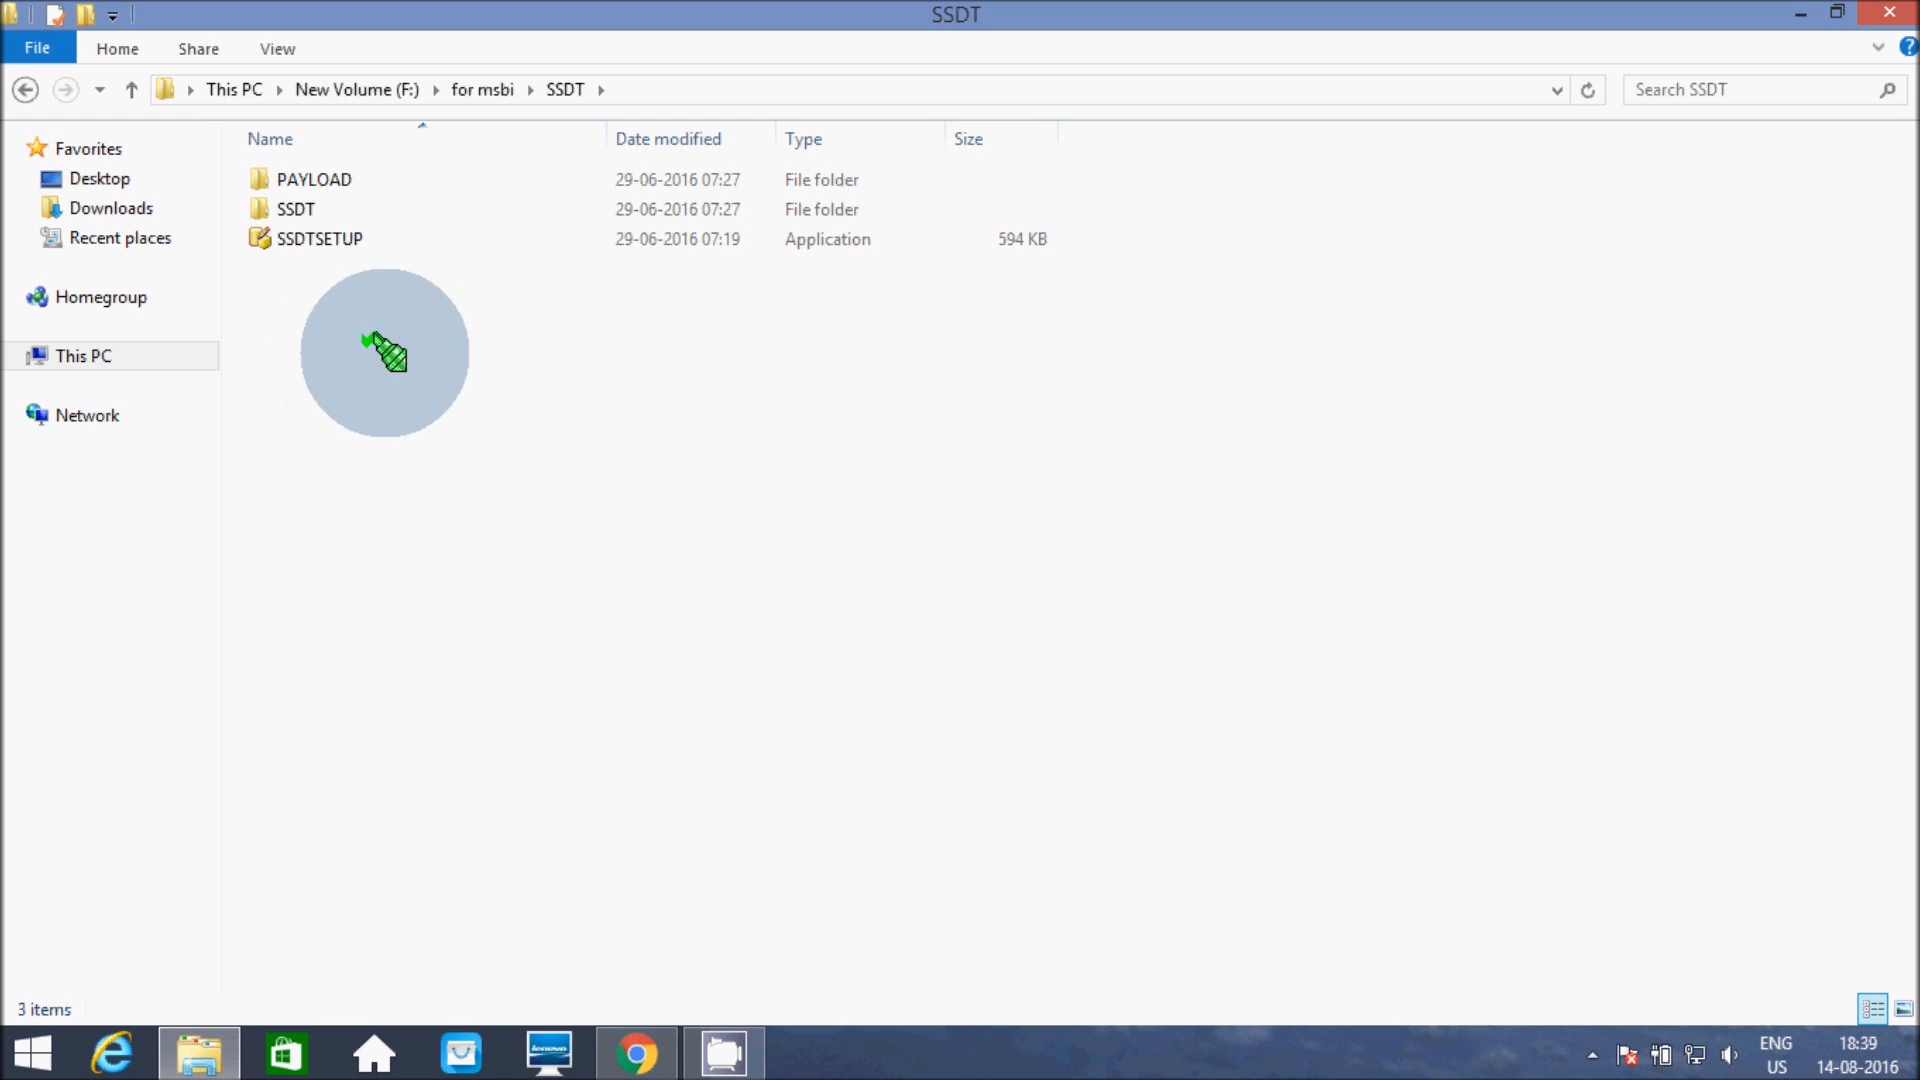 SSDT
File Home Share View
This PC New Volume (F:) for msbi SSDT Search SSDT
Name Date modified Type Size
PAYLOAD 29-06-2016 07:27 File folder
SSDT 29-06-2016 07:27 File folder
SSDTSETUP 29-06-2016 07:19 Application 594 KB
Favorites
Desktop
Downloads
Recent places
Homegroup
This PC
Network
3 items
ENG 18:39
US 14-08-2016